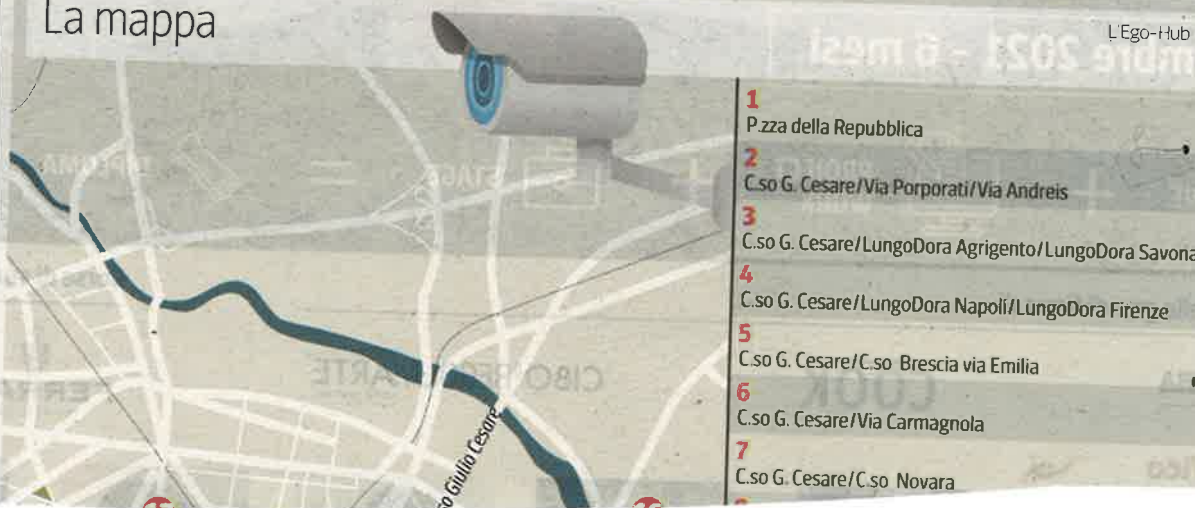 La mappa
L'Ego-Hub
1
P.zza della Repubblica
2
C.so G. Cesare/Via Porporati/Via Andreis
3
C.so G. Cesare/LungoDora Agrigento/LungoDora Savona
4
C.so G. Cesare/LungoDora Napoli/LungoDora Firenze
5
C.so G. Cesare/C.so Brescia via Emilia
6
C.so G. Cesare/Via Carmagnola
7
C.so G. Cesare/C.so Novara
o Giulio Cesare